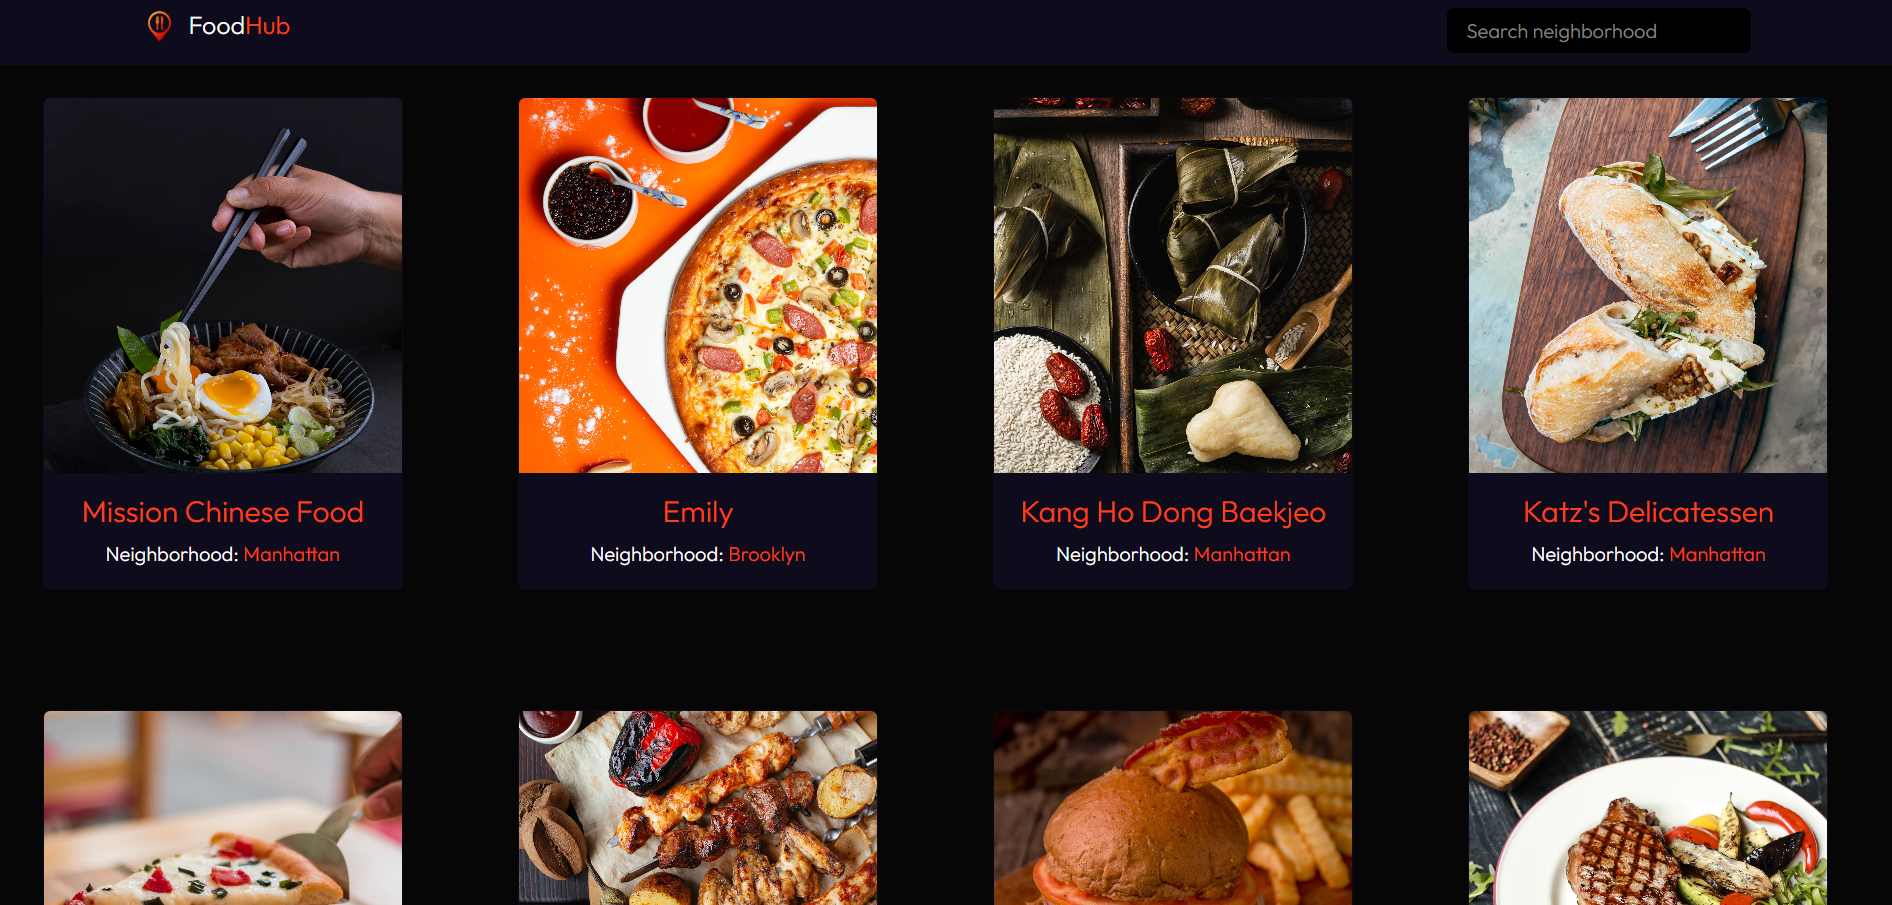 FoodHub
Search neighborhood
Mission Chinese Food
Neighborhood: Manhattan
Emily
Neighborhood: Brooklyn
Kang Ho Dong Baekjeo
Neighborhood: Manhattan
Katz's Delicatessen
Neighborhood: Manhattan